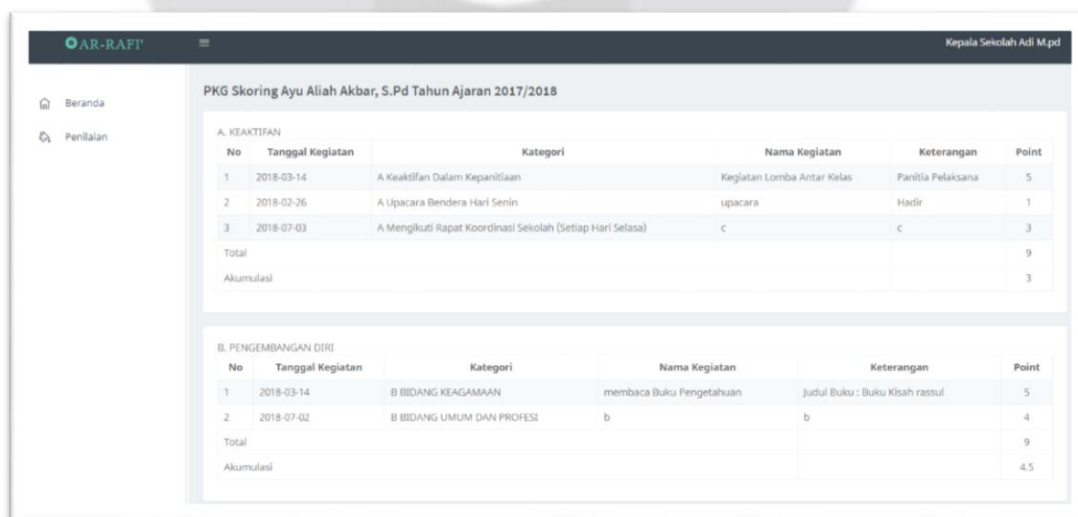 AR-RAFI' Kepala Sekolah Adi M.pd
Beranda
Penilaian
PKG Skoring Ayu Aliah Akbar, S.Pd Tahun Ajaran 2017/2018
A. KEAKTIFAN
No Tanggal Kegiatan Kategori Nama Kegiatan Keterangan Point
1 2018-03-14 A Keaktifan Dalam Kepanitiaan Kegiatan Lomba Antar Kelas Panitia Pelaksana 5
2 2018-02-26 A Upacara Bendera Hari Senin upacara Hadir 1
3 2018-07-03 A Mengikuti Rapat Koordinasi Sekolah (Setiap Hari Selasa) c c 3
Total 9
Akumulasi 3
B. PENGEMBANGAN DIRI
No Tanggal Kegiatan Kategori Nama Kegiatan Keterangan Point
1 2018-03-14 B BIDANG KEAGAMAAN membaca Buku Pengetahuan Judul Buku : Buku Kisah rassul 5
2 2018-07-02 B BIDANG UMUM DAN PROFESI b b 4
Total 9
Akumulasi 4.5